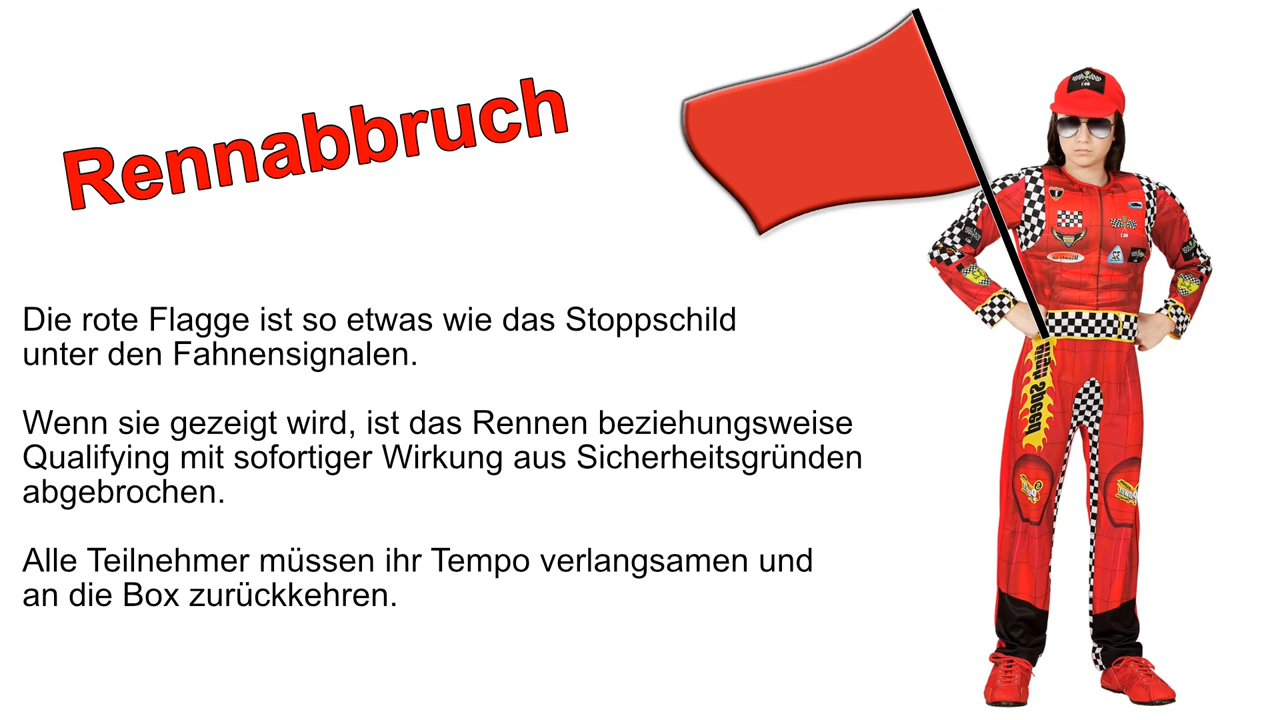 Rennabbruch
Die rote Flagge ist so etwas wie das Stoppschild
unter den Fahnensignalen.
Wenn sie gezeigt wird, ist das Rennen beziehungsweise
Qualifying mit sofortiger Wirkung aus Sicherheitsgründen
abgebrochen.
Alle Teilnehmer müssen ihr Tempo verlangsamen und
an die Box zurückkehren.
High Speed